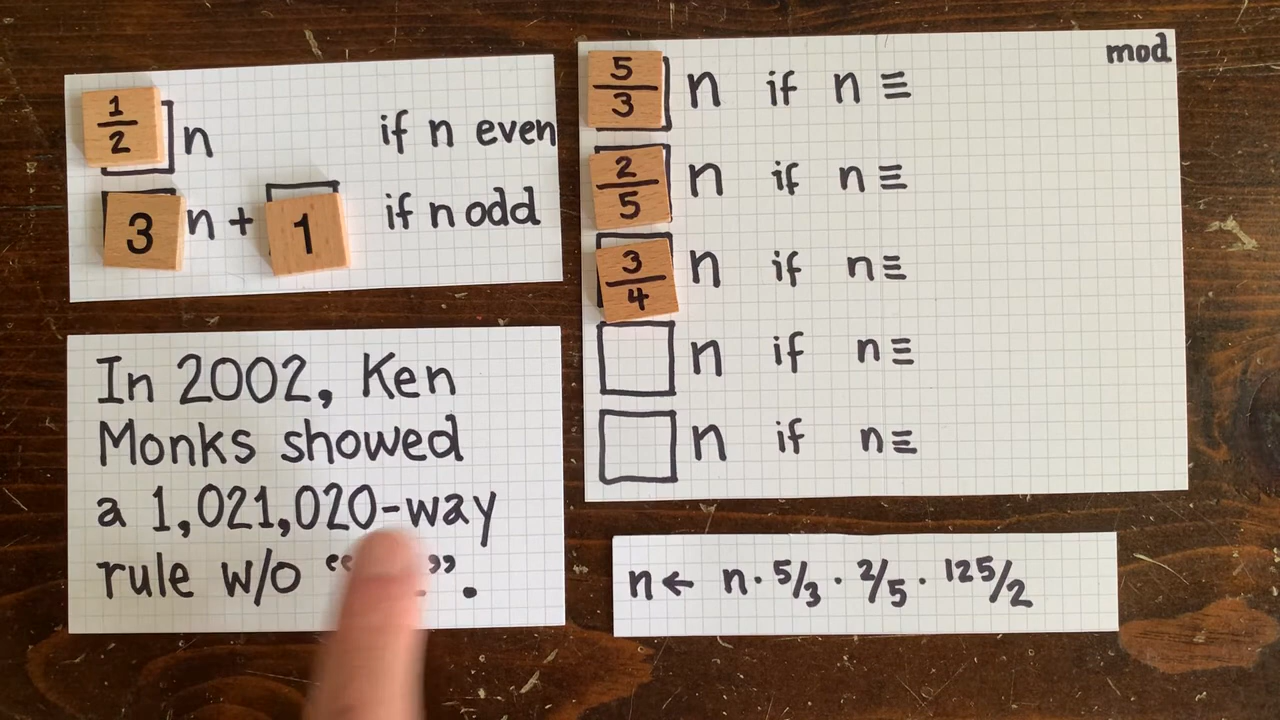 1/2 n if n even
3 n + 1 if n odd
In 2002, Ken
Monks showed
a 1,021,020-way
rule w/o “ ”.
mod
5/3 n if n ≡
2/5 n if n ≡
3/4 n if n ≡
n if n ≡
n if n ≡
n ← n · 5/3 · 2/5 · 125/2